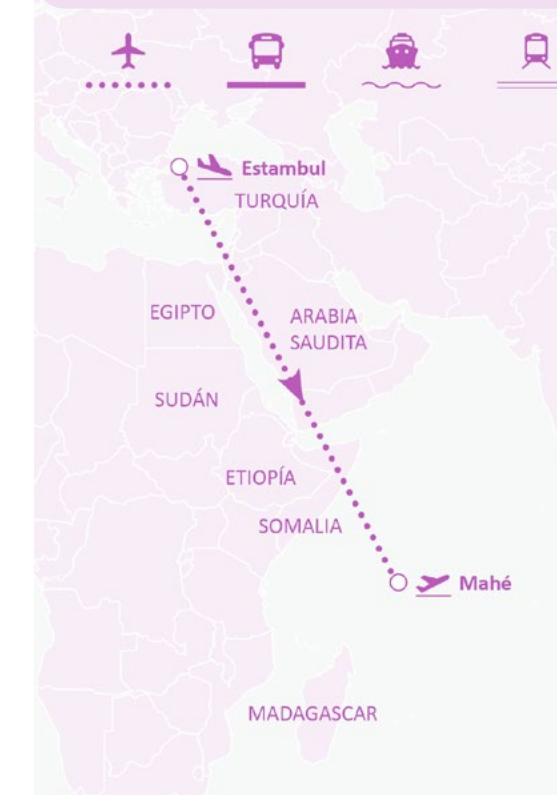 Estambul
TURQUÍA
EGIPTO
ARABIA
SAUDITA
SUDÁN
ETIOPÍA
SOMALIA
Mahé
MADAGASCAR